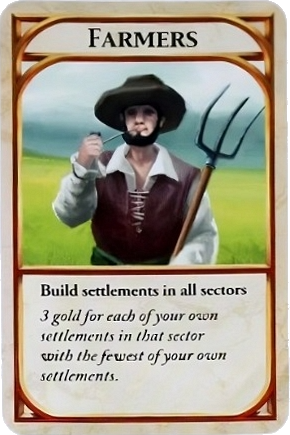 FARMERS
Build settlements in all sectors
3 gold for each of your own
settlements in that sector
with the fewest of your own
settlements.